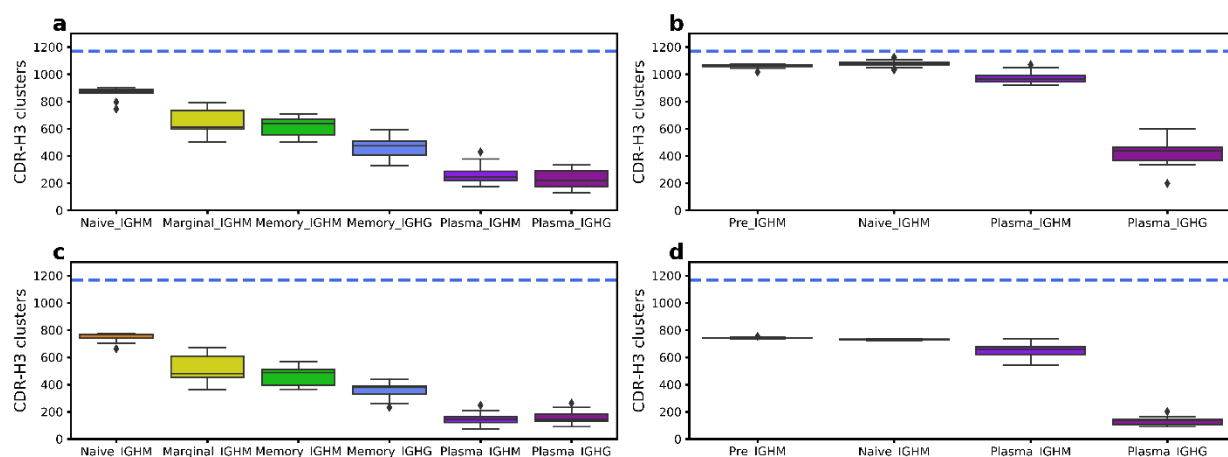 a
CDR-H3 clusters
1200
1000
800
600
400
200
0
Naive_IGHM Marginal_IGHM Memory_IGHM Memory_IGHG Plasma_IGHM Plasma_IGHG
b
CDR-H3 clusters
1200
1000
800
600
400
200
0
Pre_IGHM Naive_IGHM Plasma_IGHM Plasma_IGHG
c
CDR-H3 clusters
1200
1000
800
600
400
200
0
Naive_IGHM Marginal_IGHM Memory_IGHM Memory_IGHG Plasma_IGHM Plasma_IGHG
d
CDR-H3 clusters
1200
1000
800
600
400
200
0
Pre_IGHM Naive_IGHM Plasma_IGHM Plasma_IGHG